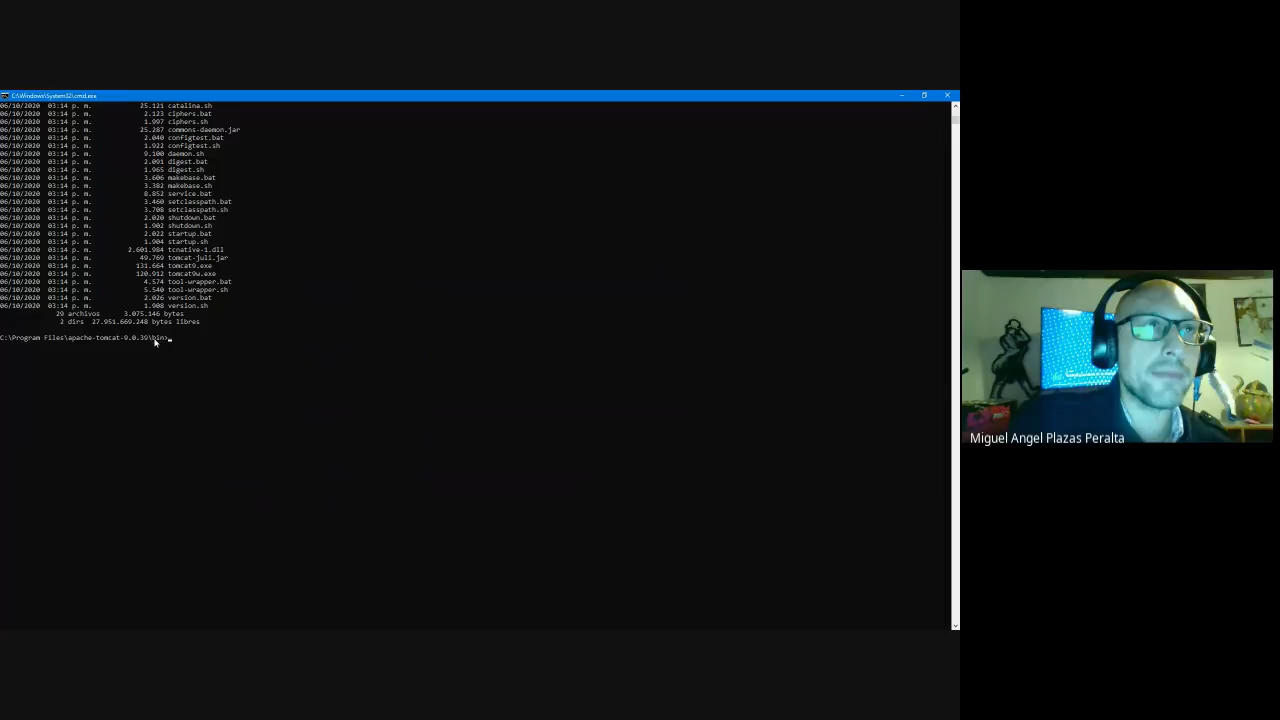 C:\Windows\System32\cmd.exe
06/10/2020 03:14 p. m. 25.121 catalina.sh
06/10/2020 03:14 p. m. 2.123 ciphers.bat
06/10/2020 03:14 p. m. 1.997 ciphers.sh
06/10/2020 03:14 p. m. 25.287 commons-daemon.jar
06/10/2020 03:14 p. m. 2.040 configtest.bat
06/10/2020 03:14 p. m. 1.922 configtest.sh
06/10/2020 03:14 p. m. 9.100 daemon.sh
06/10/2020 03:14 p. m. 2.091 digest.bat
06/10/2020 03:14 p. m. 1.965 digest.sh
06/10/2020 03:14 p. m. 3.606 makebase.bat
06/10/2020 03:14 p. m. 3.382 makebase.sh
06/10/2020 03:14 p. m. 8.852 service.bat
06/10/2020 03:14 p. m. 3.460 setclasspath.bat
06/10/2020 03:14 p. m. 3.708 setclasspath.sh
06/10/2020 03:14 p. m. 2.020 shutdown.bat
06/10/2020 03:14 p. m. 1.902 shutdown.sh
06/10/2020 03:14 p. m. 2.022 startup.bat
06/10/2020 03:14 p. m. 1.904 startup.sh
06/10/2020 03:14 p. m. 2.601.984 tcnative-1.dll
06/10/2020 03:14 p. m. 49.769 tomcat-juli.jar
06/10/2020 03:14 p. m. 131.664 tomcat9.exe
06/10/2020 03:14 p. m. 120.912 tomcat9w.exe
06/10/2020 03:14 p. m. 4.574 tool-wrapper.bat
06/10/2020 03:14 p. m. 5.540 tool-wrapper.sh
06/10/2020 03:14 p. m. 2.026 version.bat
06/10/2020 03:14 p. m. 1.908 version.sh
29 archivos 3.075.146 bytes
2 dirs 27.951.669.248 bytes libres
C:\Program Files\apache-tomcat-9.0.39\bin>
Miguel Angel Plazas Peralta